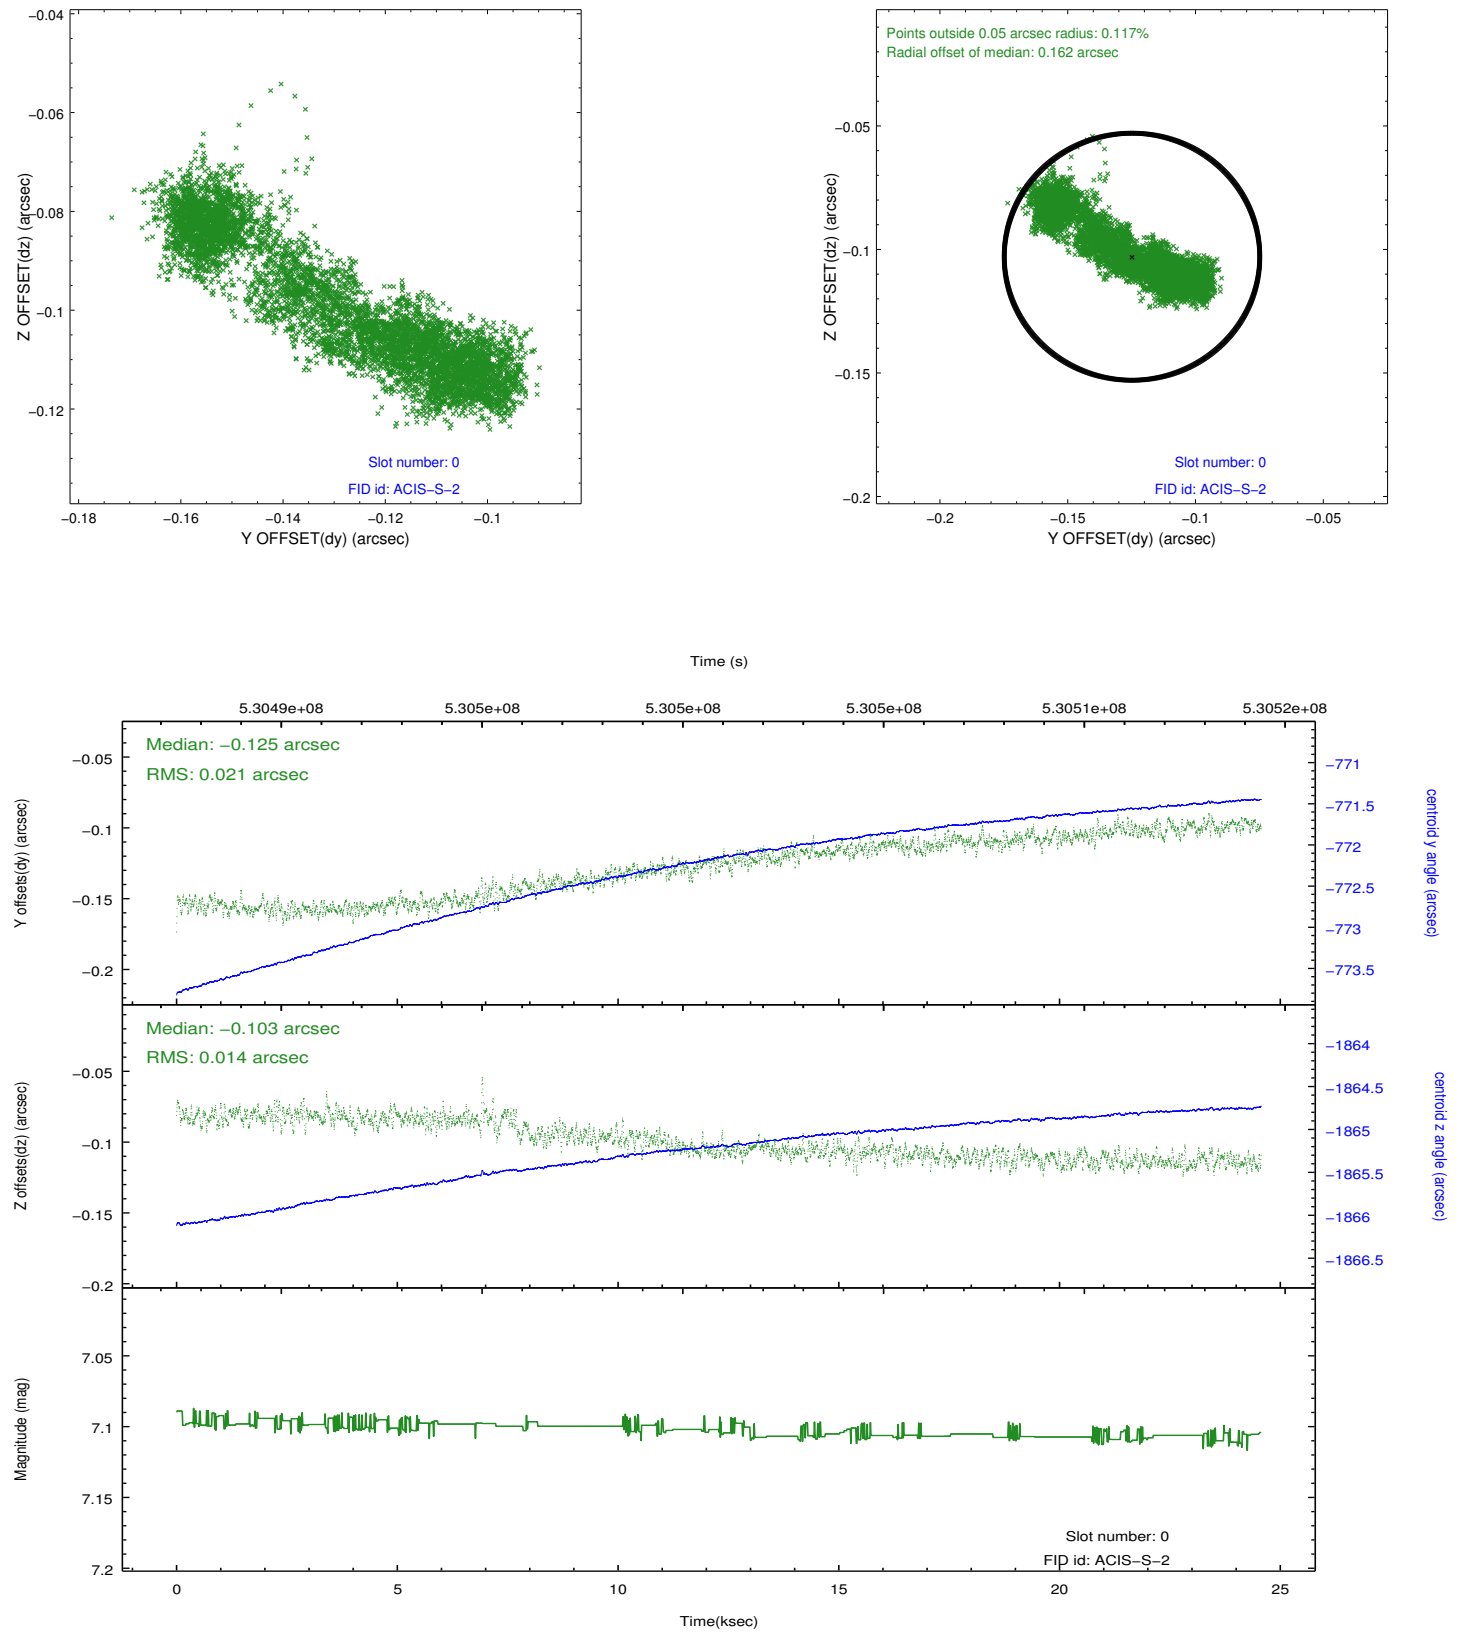 −0.04
−0.06
−0.08
−0.1
−0.12
Z OFFSET(dz) (arcsec)
Slot number: 0
FID id: ACIS−S−2
−0.18
−0.16
−0.14
−0.12
−0.1
Y OFFSET(dy) (arcsec)
Points outside 0.05 arcsec radius: 0.117%
Radial offset of median: 0.162 arcsec
−0.05
−0.1
−0.15
−0.2
Z OFFSET(dz) (arcsec)
Slot number: 0
FID id: ACIS−S−2
−0.2
−0.15
−0.1
−0.05
Y OFFSET(dy) (arcsec)
Time (s)
5.3049e+08
5.305e+08
5.305e+08
5.305e+08
5.3051e+08
5.3052e+08
Median: −0.125 arcsec
RMS: 0.021 arcsec
−0.05
−0.1
−0.15
−0.2
Y offsets(dy) (arcsec)
−771
−771.5
−772
−772.5
−773
−773.5
centroid y angle (arcsec)
Median: −0.103 arcsec
RMS: 0.014 arcsec
−0.05
−0.1
−0.15
−0.2
Z offsets(dz) (arcsec)
−1864
−1864.5
−1865
−1865.5
−1866
−1866.5
centroid z angle (arcsec)
7.05
7.1
7.15
7.2
Magnitude (mag)
Slot number: 0
FID id: ACIS−S−2
0
5
10
15
20
25
Time(ksec)